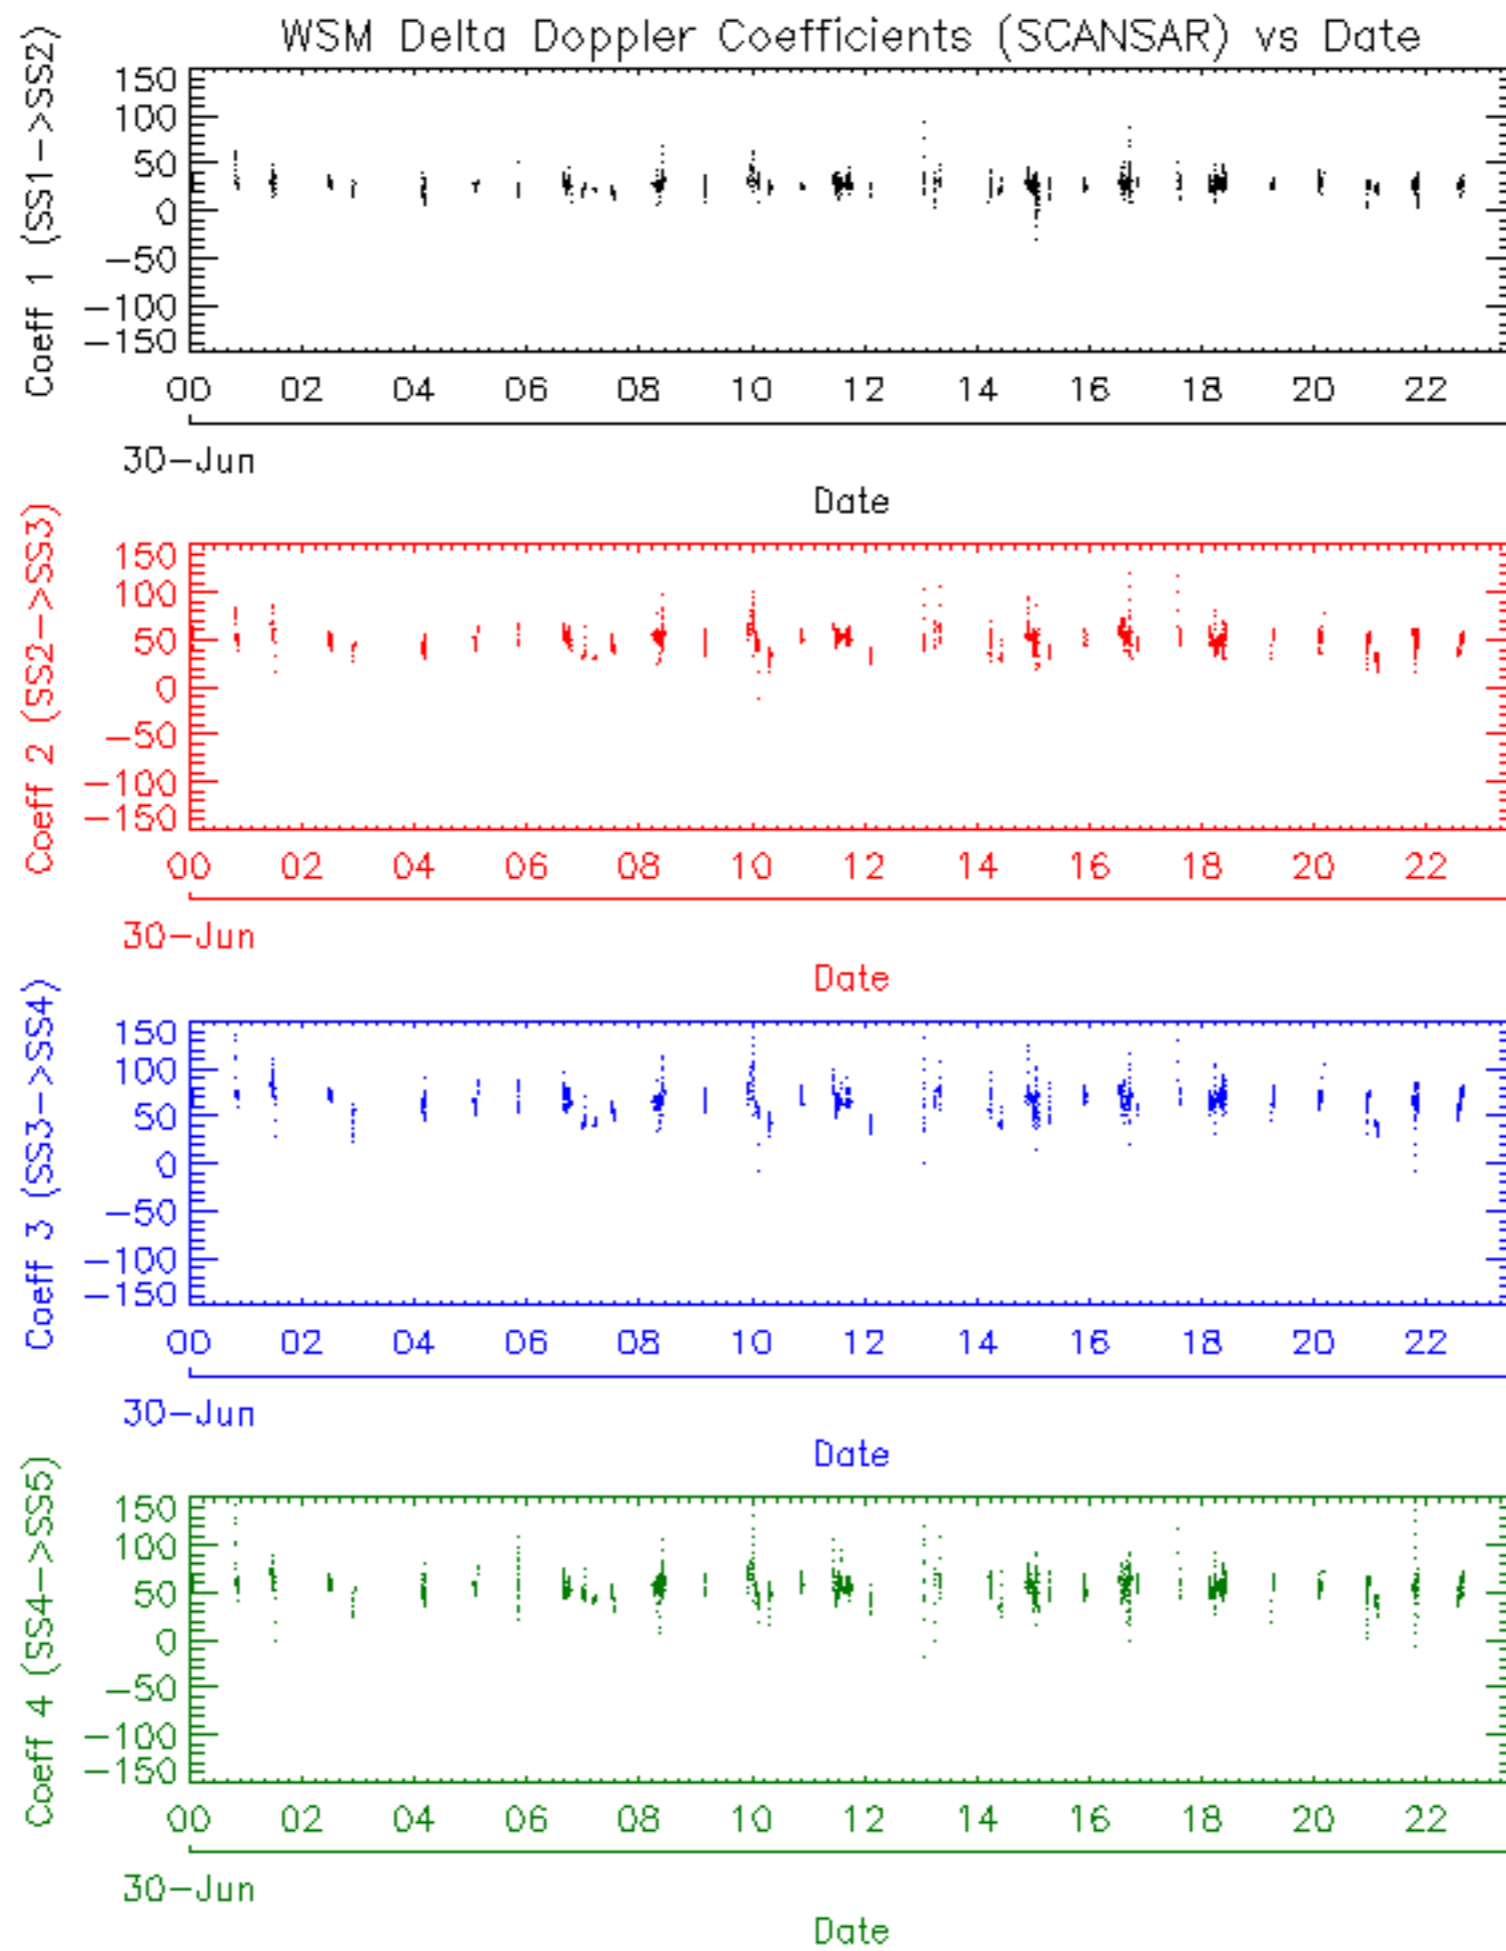 WSM Delta Doppler Coefficients (SCANSAR) vs Date
Coeff 1 (SS1->SS2)
150
100
50
0
-50
-100
-150
00 02 04 06 08 10 12 14 16 18 20 22
30-Jun
Date
Coeff 2 (SS2->SS3)
150
100
50
0
-50
-100
-150
00 02 04 06 08 10 12 14 16 18 20 22
30-Jun
Date
Coeff 3 (SS3->SS4)
150
100
50
0
-50
-100
-150
00 02 04 06 08 10 12 14 16 18 20 22
30-Jun
Date
Coeff 4 (SS4->SS5)
150
100
50
0
-50
-100
-150
00 02 04 06 08 10 12 14 16 18 20 22
30-Jun
Date